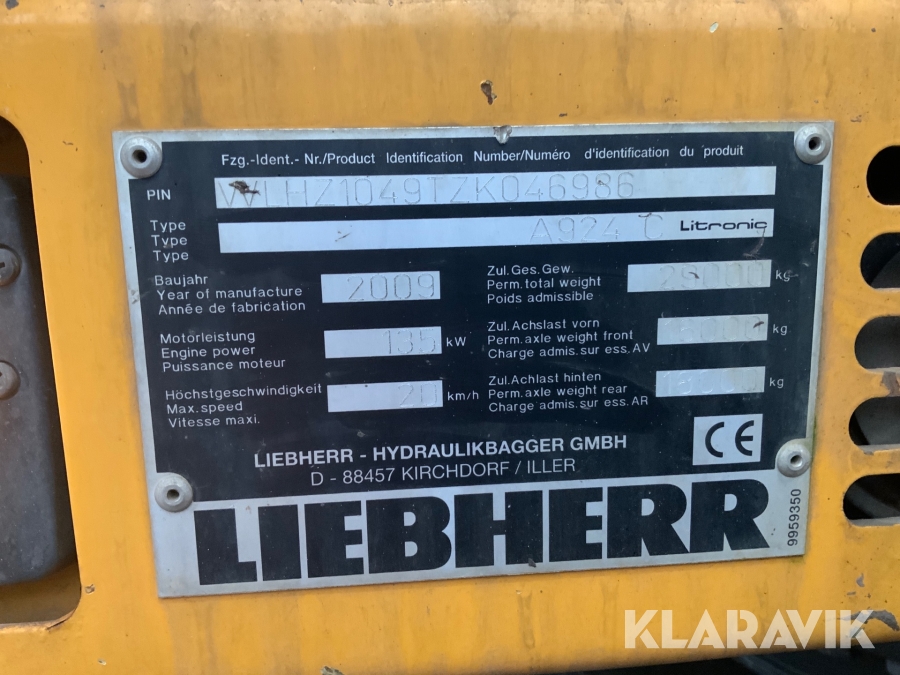 Fzg.-Ident.- Nr./Product Identification Number/Numéro d'identification du produit
PIN WLHZ1049TZK046986
Type
Type A924 C Litronic
Type
Baujahr
Year of manufacture 2009
Année de fabrication
Motorleistung
Engine power 135 kW
Puissance moteur
Höchstgeschwindigkeit
Max. speed 20 km/h
Vitesse maxi.
Zul. Ges. Gew.
Perm. total weight kg
Poids admissible
Zul. Achslast vorn
Perm. axle weight front kg
Charge admis. sur ess. AV
Zul. Achlast hinten
Perm. axle weight rear kg
Charge admis. sur ess. AR
CE
LIEBHERR - HYDRAULIKBAGGER GMBH
D - 88457 KIRCHDORF / ILLER
LIEBHERR
9959350
KLARAVIK